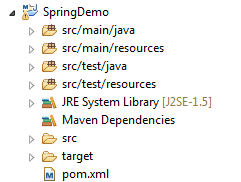 SpringDemo
src/main/java
src/main/resources
src/test/java
src/test/resources
JRE System Library [J2SE-1.5]
Maven Dependencies
src
target
pom.xml